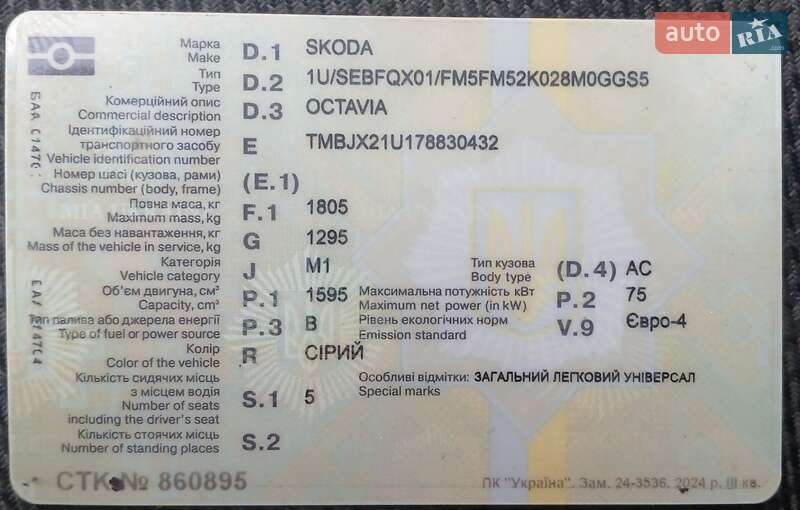 auto RIA .com
Марка
Make D.1 SKODA
Тип
Type D.2 1U/SEBFQX01/FM5FM52K028M0GGS5
Комерційний опис
Commercial description D.3 OCTAVIA
Ідентифікаційний номер
транспортного засобу
Vehicle identification number E TMBJX21U178830432
Номер шасі (кузова, рами)
Chassis number (body, frame) (E.1)
Повна маса, кг
Maximum mass, kg F.1 1805
Маса без навантаження, кг
Mass of the vehicle in service, kg G 1295
Категорія
Vehicle category J M1
Тип кузова
Body type (D.4) AC
Об'єм двигуна, см³
Capacity, cm³ P.1 1595
Максимальна потужність кВт
Maximum net power (in kW) P.2 75
Тип палива або джерела енергії
Type of fuel or power source P.3 B
Рівень екологічних норм
Emission standard V.9 Євро-4
Колір
Color of the vehicle R СІРИЙ
Кількість сидячих місць
з місцем водія
Number of seats
including the driver's seat S.1 5
Особливі відмітки: ЗАГАЛЬНИЙ ЛЕГКОВИЙ УНІВЕРСАЛ
Special marks
Кількість стоячих місць
Number of standing places S.2
СТК № 860895
ПК "Україна". Зам. 24-3536. 2024 р. III кв.